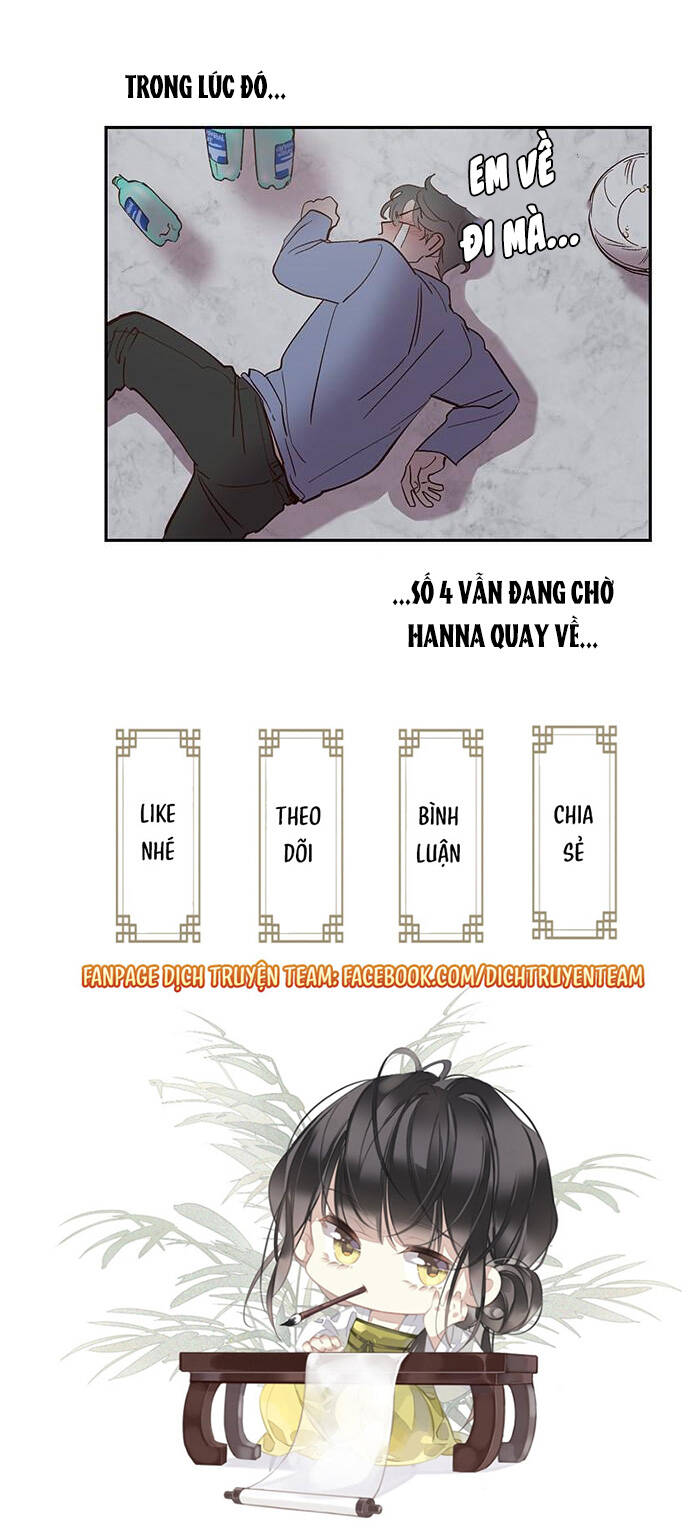 TRONG LÚC ĐÓ...
EM VỀ
ĐI MÀ...
...SỐ 4 VẪN ĐANG CHỜ
HANNA QUAY VỀ...
LIKE
NHÉ
THEO
DÕI
BÌNH
LUẬN
CHIA
SẺ
FANPAGE DỊCH TRUYỆN TEAM: FACEBOOK.COM/DICHTRUYENTEAM